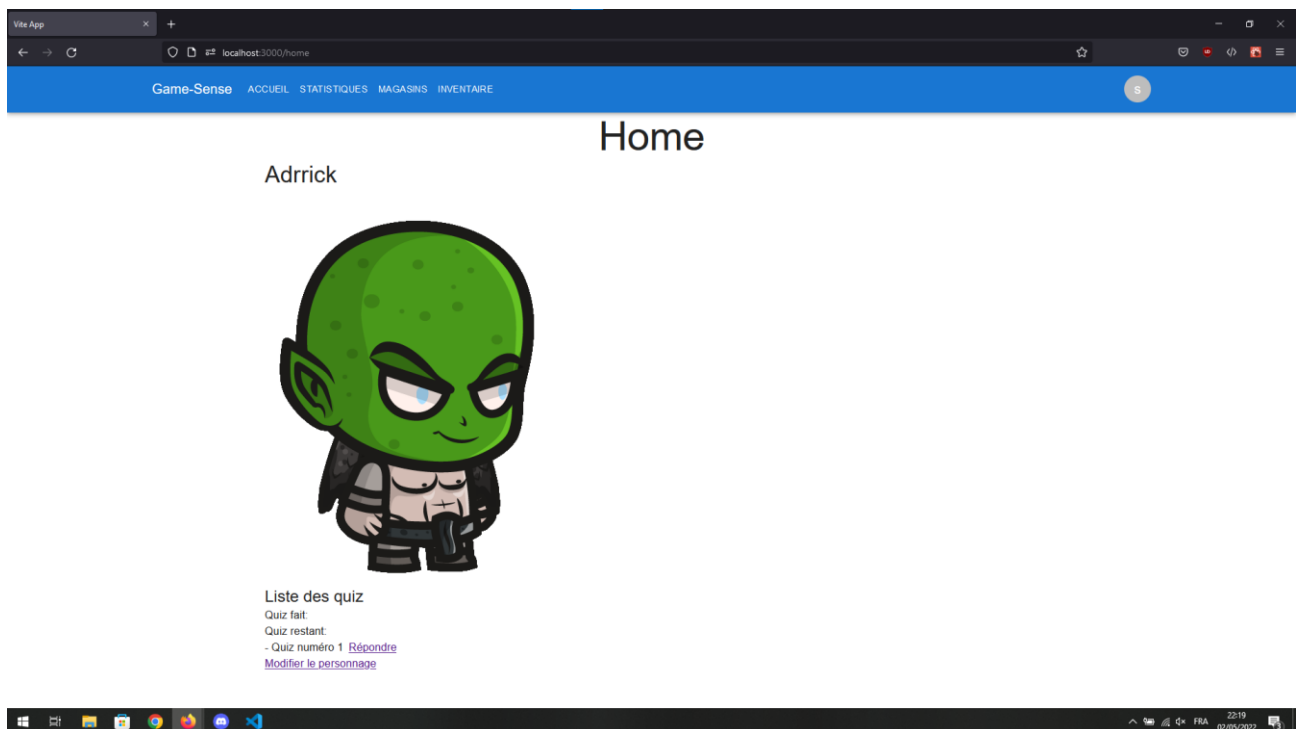 Vite App
localhost:3000/home
Game-Sense ACCUEIL STATISTIQUES MAGASINS INVENTAIRE S
Home
Adrrick
Liste des quiz
Quiz fait:
Quiz restant:
- Quiz numéro 1 Répondre
Modifier le personnage
FRA 22:19
02/05/2022